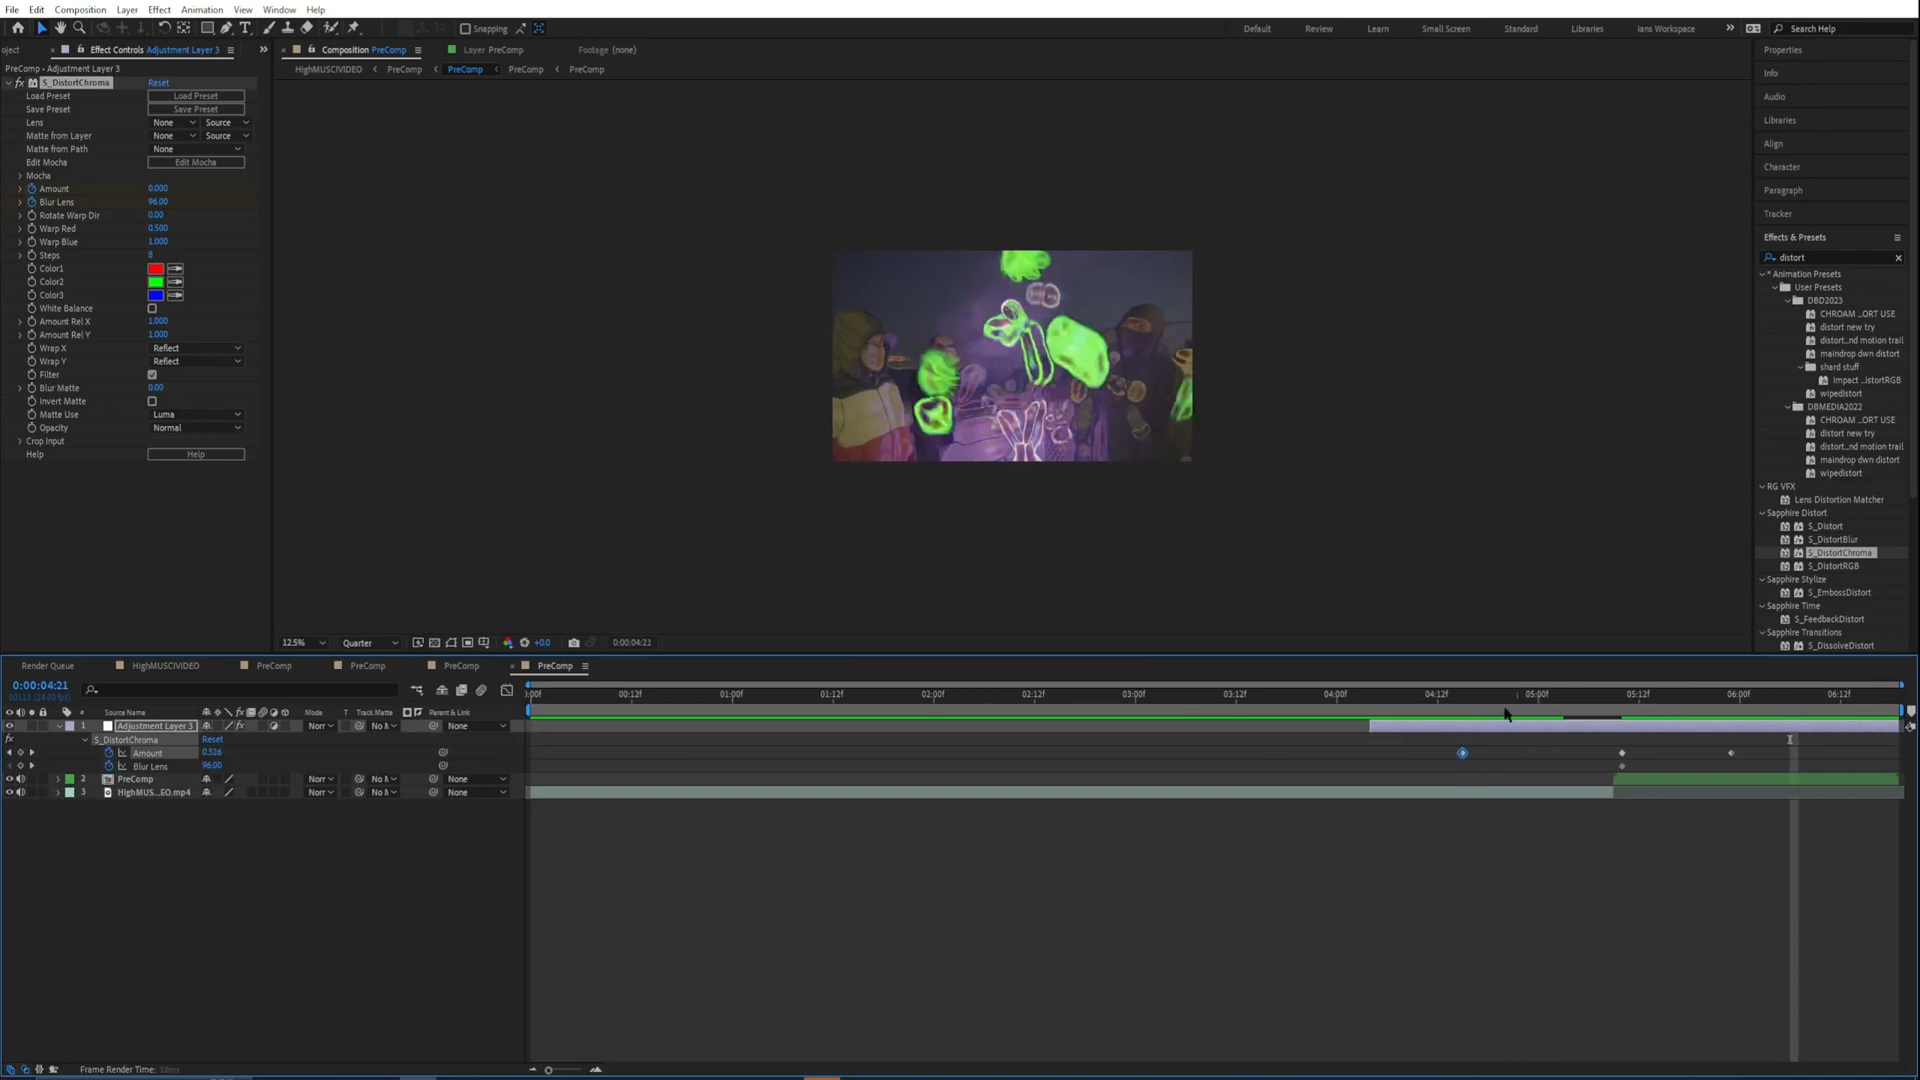 File Edit Composition Layer Effect Animation View Window Help
Snapping Default Review Learn Small Screen Standard Libraries Ians Workspace Search Help
oject Effect Controls Adjustment Layer 3
PreComp • Adjustment Layer 3
S_DistortChroma Reset
Load Preset Load Preset
Save Preset Save Preset
Lens None Source
Matte from Layer None Source
Matte from Path None
Edit Mocha Edit Mocha
Mocha
Amount 0.000
Blur Lens 96.00
Rotate Warp Dir 0.00
Warp Red 0.500
Warp Blue 1.000
Steps 8
Color1
Color2
Color3
White Balance
Amount Rel X 1.000
Amount Rel Y 1.000
Wrap X Reflect
Wrap Y Reflect
Filter
Blur Matte 0.00
Invert Matte
Matte Use Luma
Opacity Normal
Crop Input
Help Help
Composition PreComp Layer PreComp Footage (none)
HighMUSCIVIDEO PreComp PreComp PreComp PreComp
12.5% Quarter +0.0 0:00:04:21
Properties
Info
Audio
Libraries
Align
Character
Paragraph
Tracker
Effects & Presets
distort
* Animation Presets
User Presets
DBD2023
CHROAM ...ORT USE
distort new try
distort...nd motion trail
maindrop dwn distort
shard stuff
Impact ...istortRGB
wipedistort
DBMEDIA2022
CHROAM ...ORT USE
distort new try
distort...nd motion trail
maindrop dwn distort
wipedistort
RG VFX
Lens Distortion Matcher
Sapphire Distort
S_Distort
S_DistortBlur
S_DistortChroma
S_DistortRGB
Sapphire Stylize
S_EmbossDistort
Sapphire Time
S_FeedbackDistort
Sapphire Transitions
S_DissolveDistort
Render Queue HighMUSCIVIDEO PreComp PreComp PreComp PreComp
0:00:04:21
00113 (24.00 fps)
:00f 00:12f 01:00f 01:12f 02:00f 02:12f 03:00f 03:12f 04:00f 04:12f 05:00f 05:12f 06:00f 06:12f
# Source Name Mode T Track Matte Parent & Link
1 Adjustment Layer 3 Norr No M None
S_DistortChroma Reset
Amount 0.326
Blur Lens 96.00
2 PreComp Norr No M None
3 HighMUS...EO.mp4 Norr No M None
Frame Render Time: